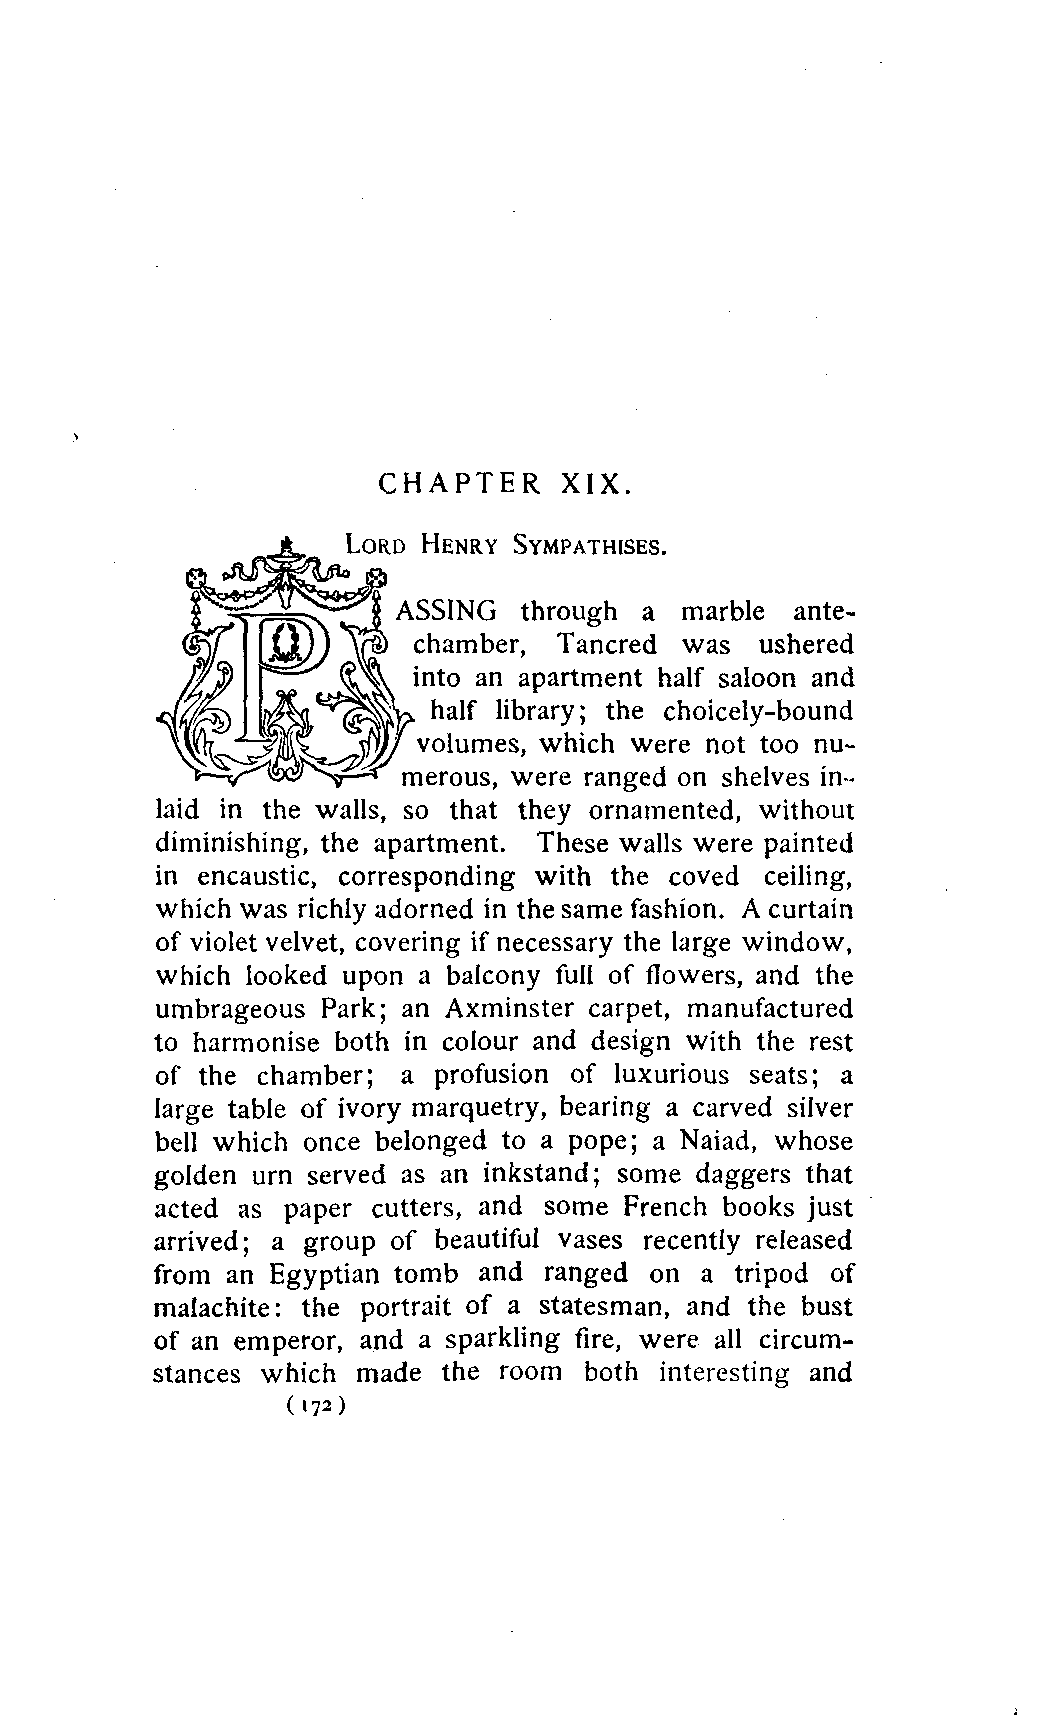 CHAPTER XIX.
LORD HENRY SYMPATHISES.
PASSING through a marble ante-
chamber, Tancred was ushered
into an apartment half saloon and
half library; the choicely-bound
volumes, which were not too nu-
merous, were ranged on shelves in-
laid in the walls, so that they ornamented, without
diminishing, the apartment. These walls were painted
in encaustic, corresponding with the coved ceiling,
which was richly adorned in the same fashion. A curtain
of violet velvet, covering if necessary the large window,
which looked upon a balcony full of flowers, and the
umbrageous Park; an Axminster carpet, manufactured
to harmonise both in colour and design with the rest
of the chamber; a profusion of luxurious seats; a
large table of ivory marquetry, bearing a carved silver
bell which once belonged to a pope; a Naiad, whose
golden urn served as an inkstand; some daggers that
acted as paper cutters, and some French books just
arrived; a group of beautiful vases recently released
from an Egyptian tomb and ranged on a tripod of
malachite: the portrait of a statesman, and the bust
of an emperor, and a sparkling fire, were all circum-
stances which made the room both interesting and
(172)